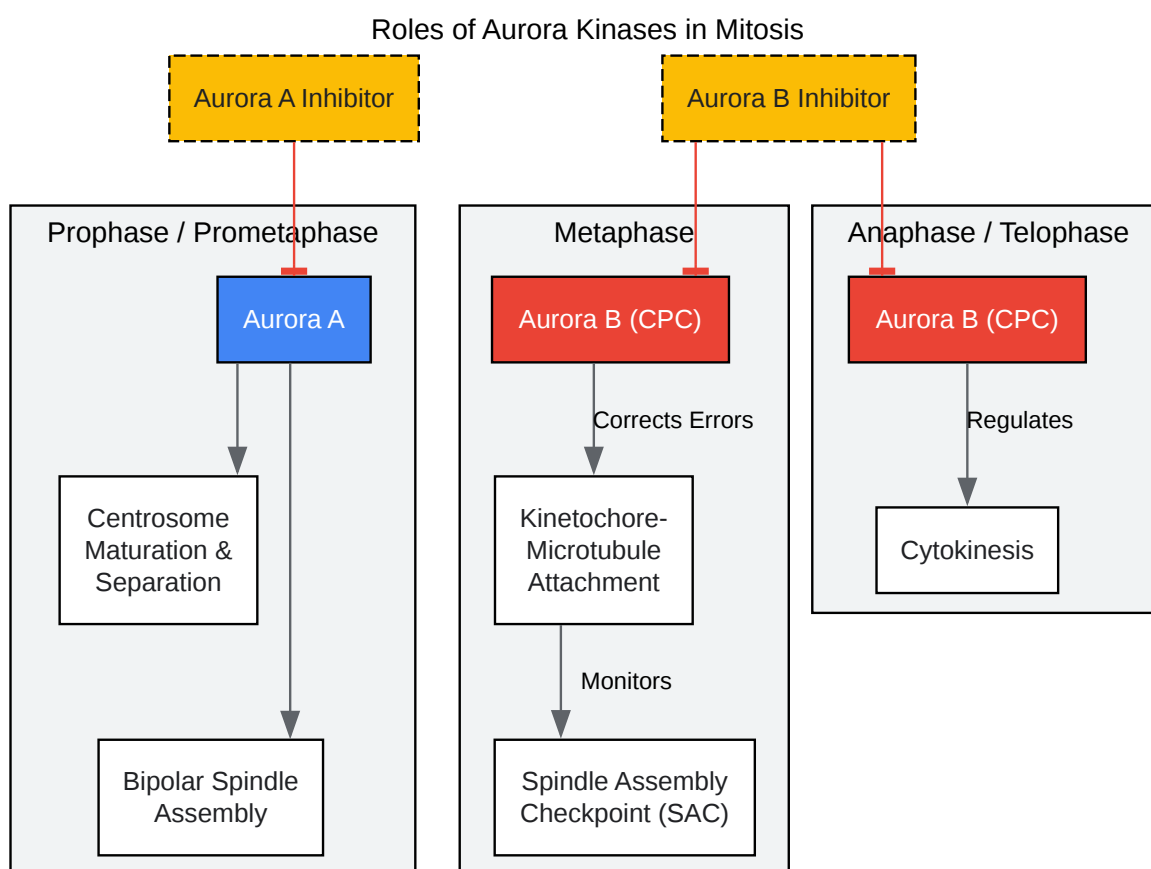 Roles of Aurora Kinases in Mitosis
Aurora A Inhibitor
Aurora B Inhibitor
Prophase / Prometaphase
Aurora A
Centrosome
Maturation &
Separation
Bipolar Spindle
Assembly
Metaphase
Aurora B (CPC)
Corrects Errors
Kinetochore-
Microtubule
Attachment
Monitors
Spindle Assembly
Checkpoint (SAC)
Anaphase / Telophase
Aurora B (CPC)
Regulates
Cytokinesis